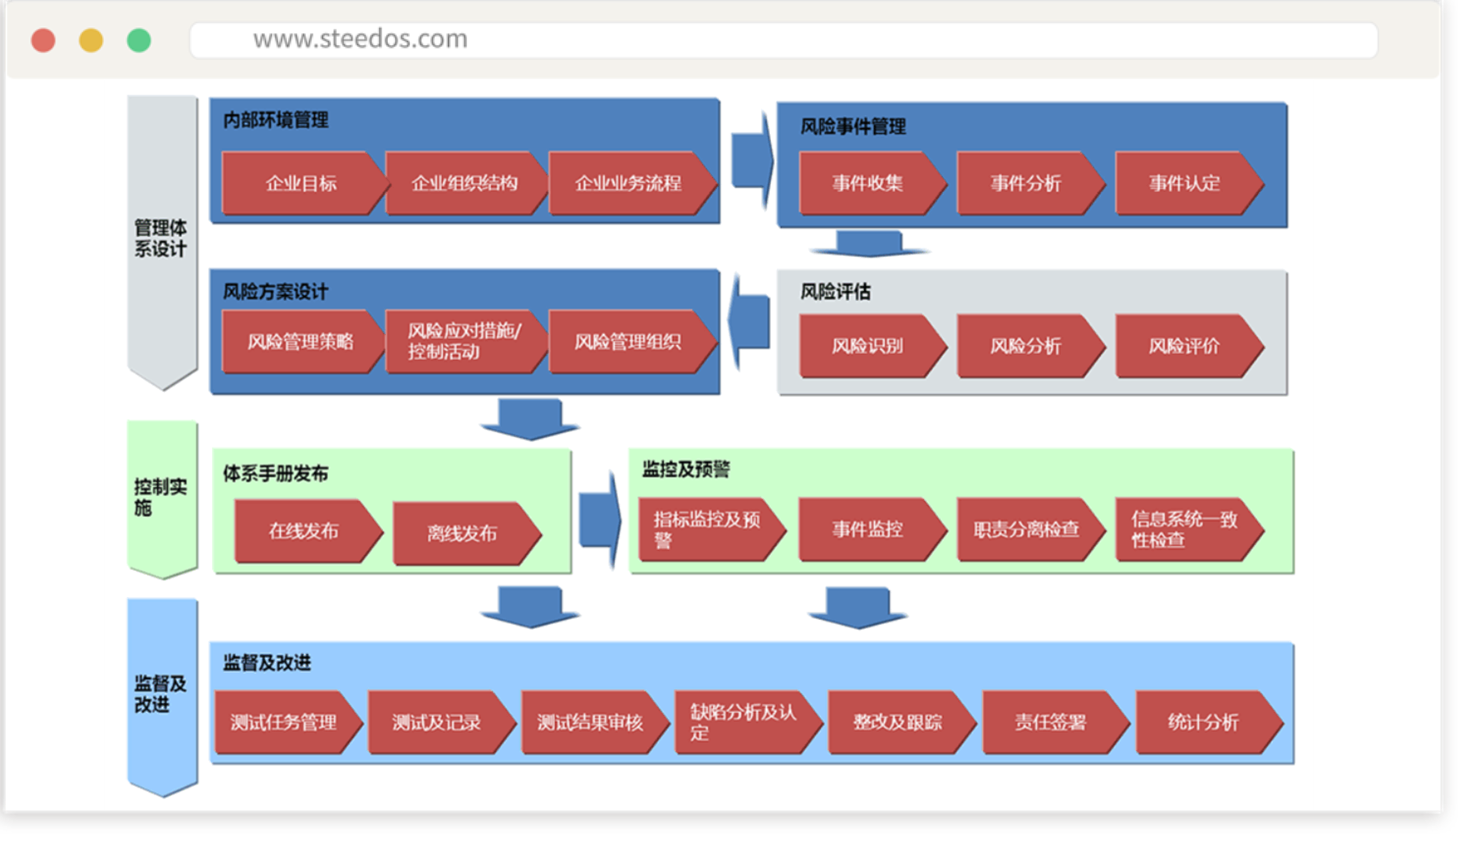 www.steedos.com
管理体
系设计
内部环境管理
企业目标
企业组织结构
企业业务流程
风险事件管理
事件收集
事件分析
事件认定
风险方案设计
风险管理策略
风险应对措施/
控制活动
风险管理组织
风险评估
风险识别
风险分析
风险评价
控制实
施
体系手册发布
在线发布
离线发布
监控及预警
指标监控及预
警
事件监控
职责分离检查
信息系统一致
性检查
监督及
改进
监督及改进
测试任务管理
测试及记录
测试结果审核
缺陷分析及认
定
整改及跟踪
责任签署
统计分析